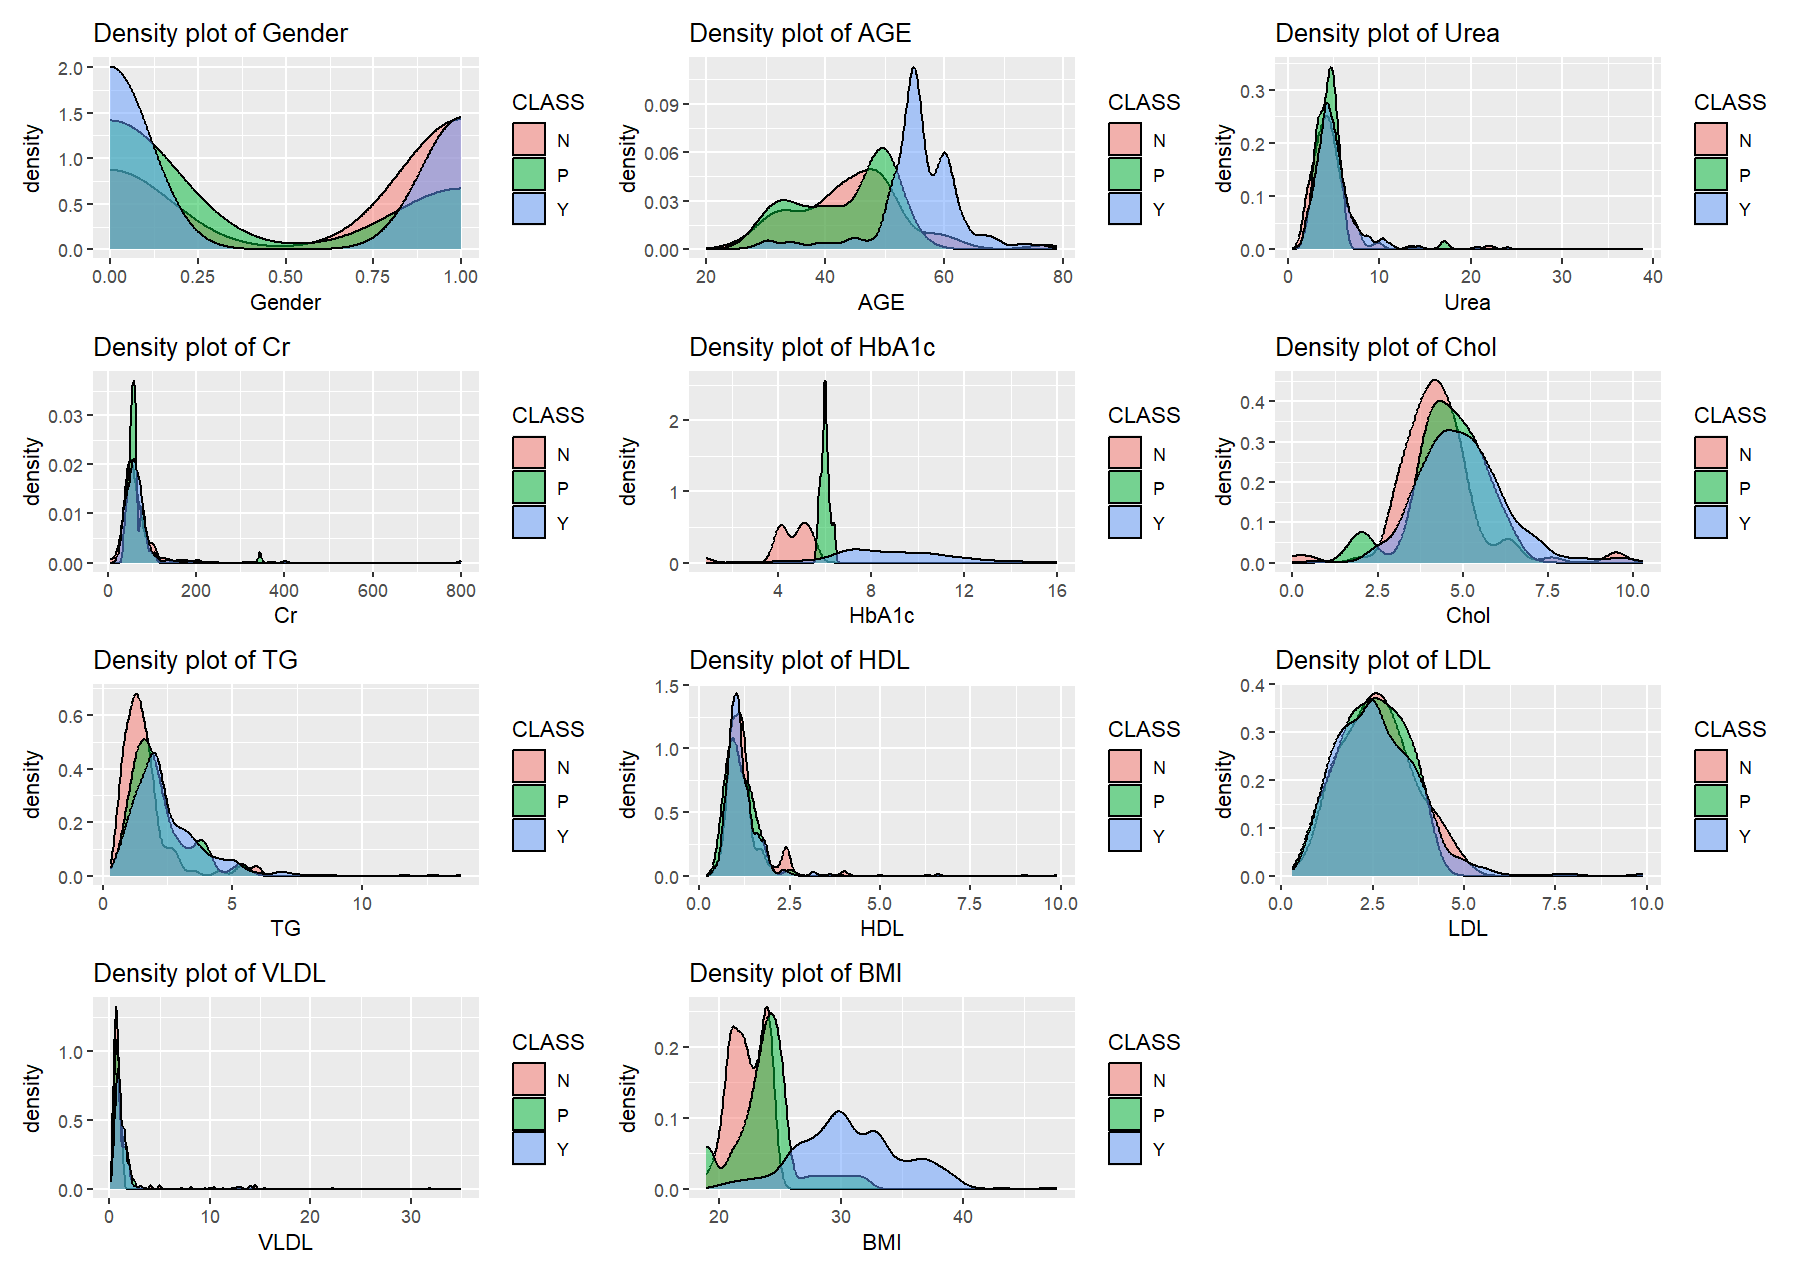 Density plot of Gender
2.0
1.5
1.0
0.5
0.0
density
0.00 0.25 0.50 0.75 1.00
Gender
CLASS
N
P
Y
Density plot of AGE
0.09
0.06
0.03
0.00
density
20 40 60 80
AGE
CLASS
N
P
Y
Density plot of Urea
0.3
0.2
0.1
0.0
density
0 10 20 30 40
Urea
CLASS
N
P
Y
Density plot of Cr
0.03
0.02
0.01
0.00
density
0 200 400 600 800
Cr
CLASS
N
P
Y
Density plot of HbA1c
2
1
0
density
4 8 12 16
HbA1c
CLASS
N
P
Y
Density plot of Chol
0.4
0.3
0.2
0.1
0.0
density
0.0 2.5 5.0 7.5 10.0
Chol
CLASS
N
P
Y
Density plot of TG
0.6
0.4
0.2
0.0
density
0 5 10
TG
CLASS
N
P
Y
Density plot of HDL
1.5
1.0
0.5
0.0
density
0.0 2.5 5.0 7.5 10.0
HDL
CLASS
N
P
Y
Density plot of LDL
0.4
0.3
0.2
0.1
0.0
density
0.0 2.5 5.0 7.5 10.0
LDL
CLASS
N
P
Y
Density plot of VLDL
1.0
0.5
0.0
density
0 10 20 30
VLDL
CLASS
N
P
Y
Density plot of BMI
0.2
0.1
0.0
density
20 30 40
BMI
CLASS
N
P
Y